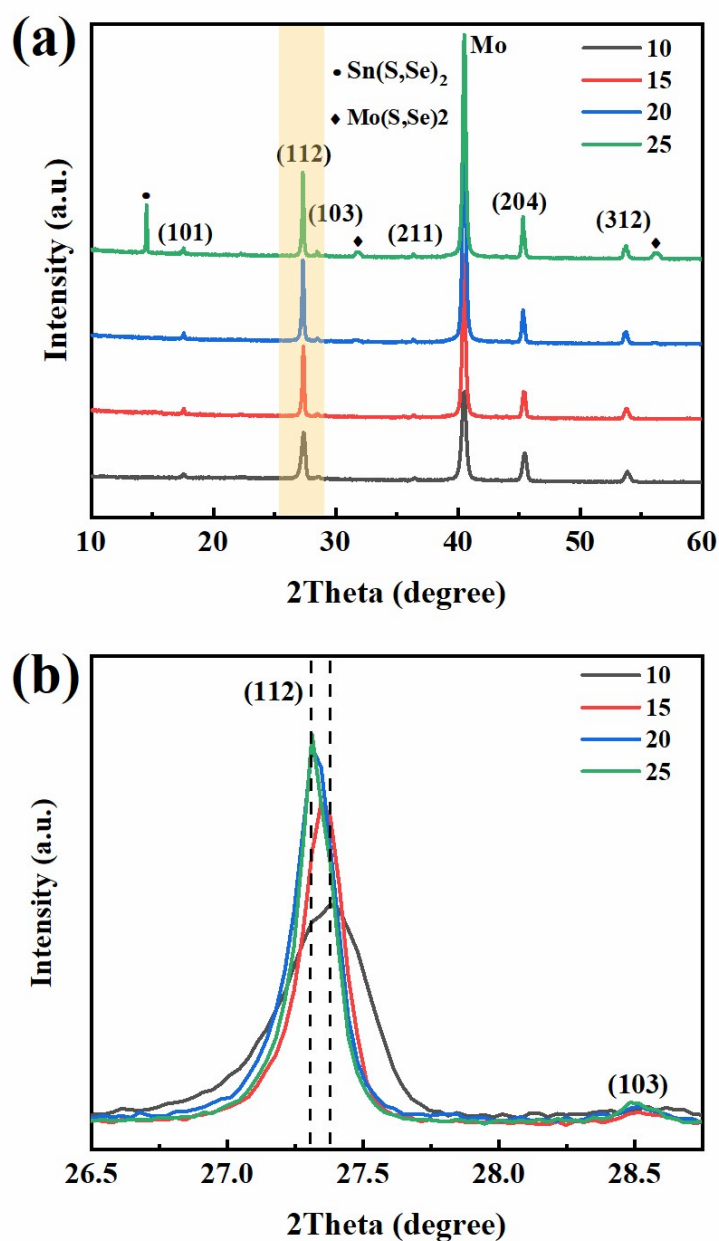 (a)
Mo
10
15
20
25
• Sn(S,Se)2
♦ Mo(S,Se)2
(112)
(103)
(101)
(211)
(204)
(312)
Intensity (a.u.)
10 20 30 40 50 60
2Theta (degree)
(b)
(112)
10
15
20
25
(103)
Intensity (a.u.)
26.5 27.0 27.5 28.0 28.5
2Theta (degree)